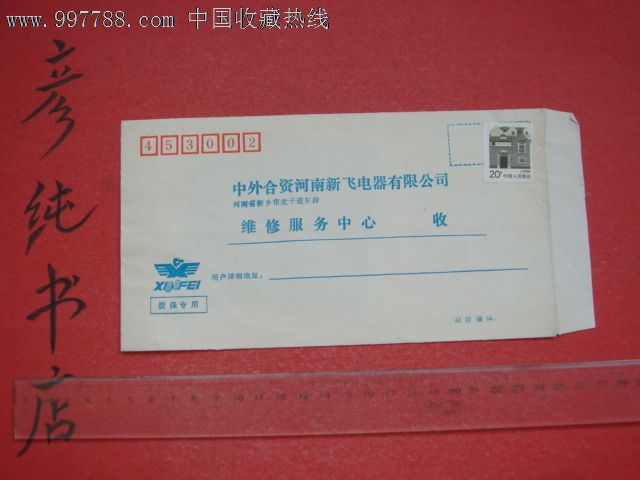 www.997788.com 中国收藏热线
彦纯书店
453002
20分 中国人民邮政
中外合资河南新飞电器有限公司
河南省新乡市北干道东段
维修服务中心 收
XINFEI
用户详细地址：
投保专用
邮政编码：